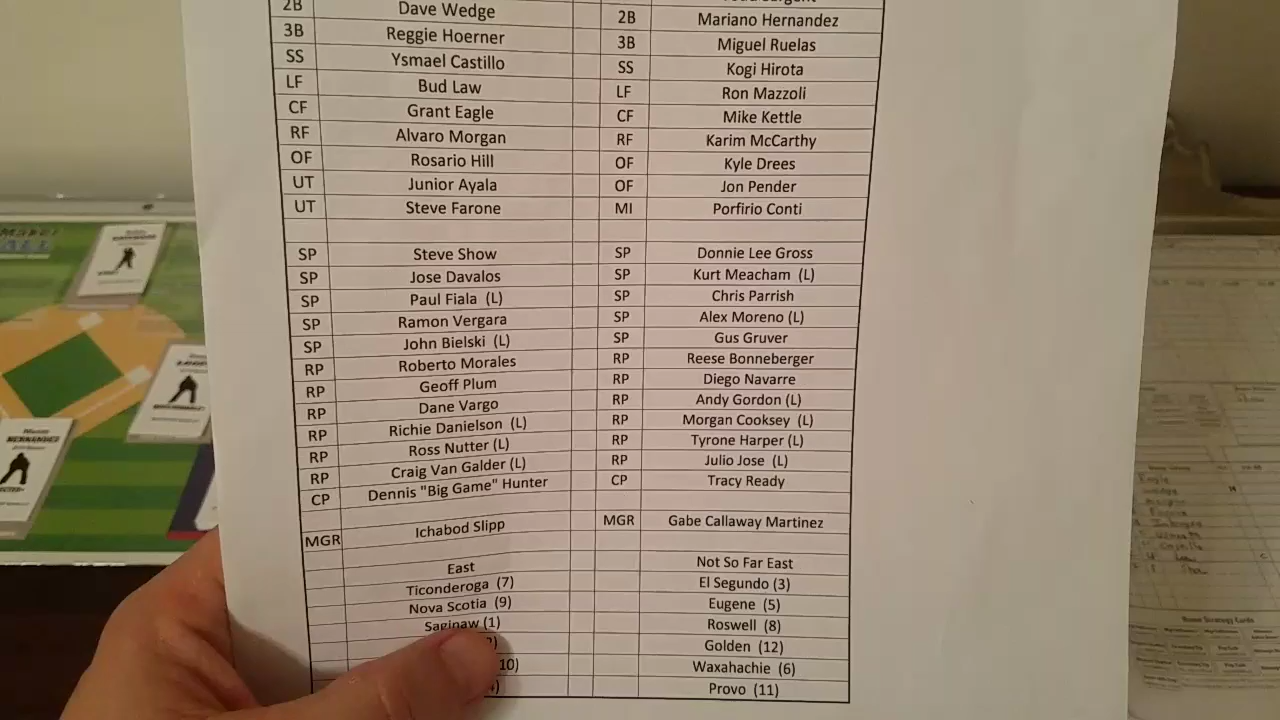 2B Dave Wedge 2B Mariano Hernandez
3B Reggie Hoerner 3B Miguel Ruelas
SS Ysmael Castillo SS Kogi Hirota
LF Bud Law LF Ron Mazzoli
CF Grant Eagle CF Mike Kettle
RF Alvaro Morgan RF Karim McCarthy
OF Rosario Hill OF Kyle Drees
UT Junior Ayala OF Jon Pender
UT Steve Farone MI Porfirio Conti
SP Steve Show SP Donnie Lee Gross
SP Jose Davalos SP Kurt Meacham (L)
SP Paul Fiala (L) SP Chris Parrish
SP Ramon Vergara SP Alex Moreno (L)
SP John Bielski (L) SP Gus Gruver
RP Roberto Morales RP Reese Bonneberger
RP Geoff Plum RP Diego Navarre
RP Dane Vargo RP Andy Gordon (L)
RP Richie Danielson (L) RP Morgan Cooksey (L)
RP Ross Nutter (L) RP Tyrone Harper (L)
RP Craig Van Galder (L) RP Julio Jose (L)
CP Dennis "Big Game" Hunter CP Tracy Ready
MGR Ichabod Slipp MGR Gabe Callaway Martinez
East Not So Far East
Ticonderoga (7) El Segundo (3)
Nova Scotia (9) Eugene (5)
Saginaw (1) Roswell (8)
Golden (12)
10) Waxahachie (6)
Provo (11)
HERNANDEZ